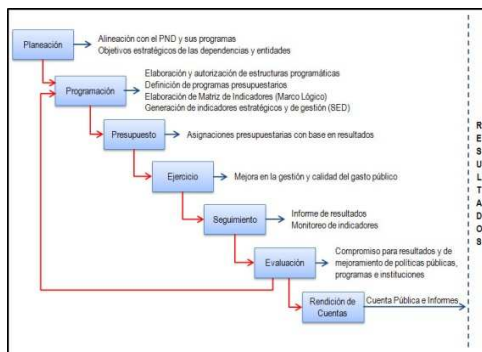 Planeación
Alineación con el PND y sus programas
Objetivos estratégicos de las dependencias y entidades
Programación
Elaboración y autorización de estructuras programáticas
Definición de programas presupuestarios
Elaboración de Matriz de Indicadores (Marco Lógico)
Generación de indicadores estratégicos y de gestión (SED)
Presupuesto
Asignaciones presupuestarias con base en resultados
Ejercicio
Mejora en la gestión y calidad del gasto público
Seguimiento
Informe de resultados
Monitoreo de indicadores
Evaluación
Compromiso para resultados y de
mejoramiento de políticas públicas,
programas e instituciones
Rendición de
Cuentas
Cuenta Pública e Informes
RESULTADOS